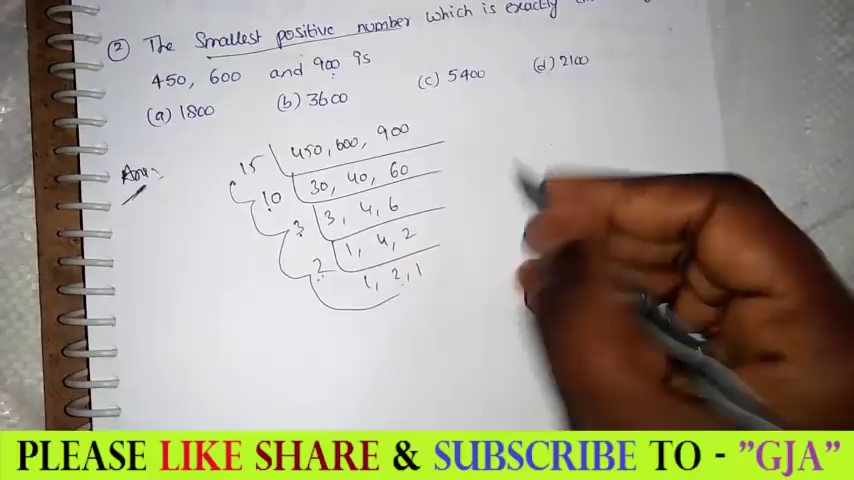 ② The Smallest positive number which is exactly
450, 600 and 900 is
(a) 1800 (b) 3600 (c) 5400 (d) 2100
Ans:
15 450, 600, 900
10 30, 40, 60
3 3, 4, 6
2 1, 4, 2
1, 2, 1
PLEASE LIKE SHARE & SUBSCRIBE TO - "GJA"